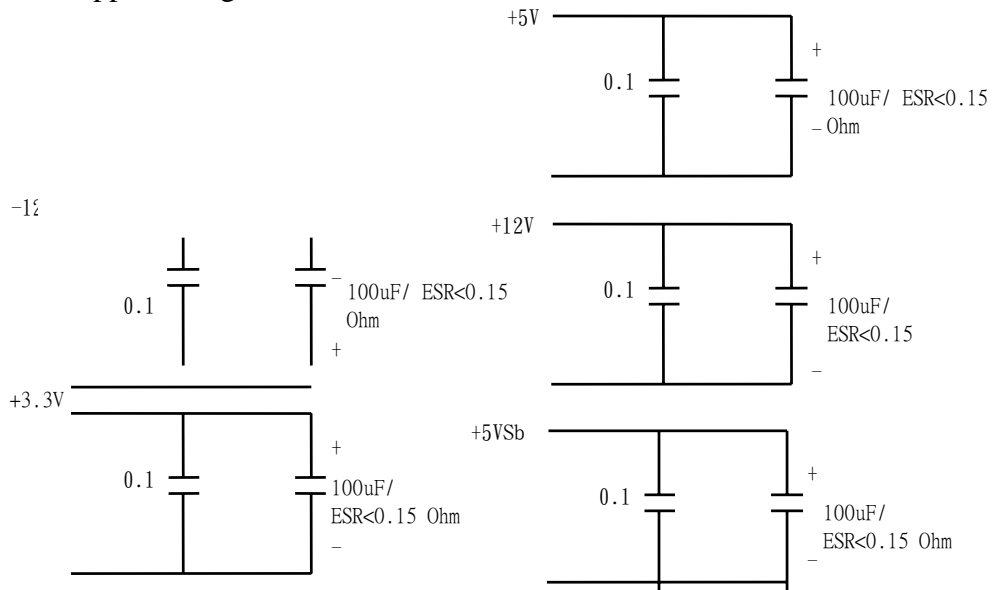 +5V
0.1
+
100uF/ ESR<0.15
-
Ohm
-12
0.1
-
100uF/ ESR<0.15
Ohm
+
+12V
0.1
+
100uF/
ESR<0.15
-
+3.3V
0.1
+
100uF/
ESR<0.15 Ohm
-
+5VSb
0.1
+
100uF/
ESR<0.15 Ohm
-